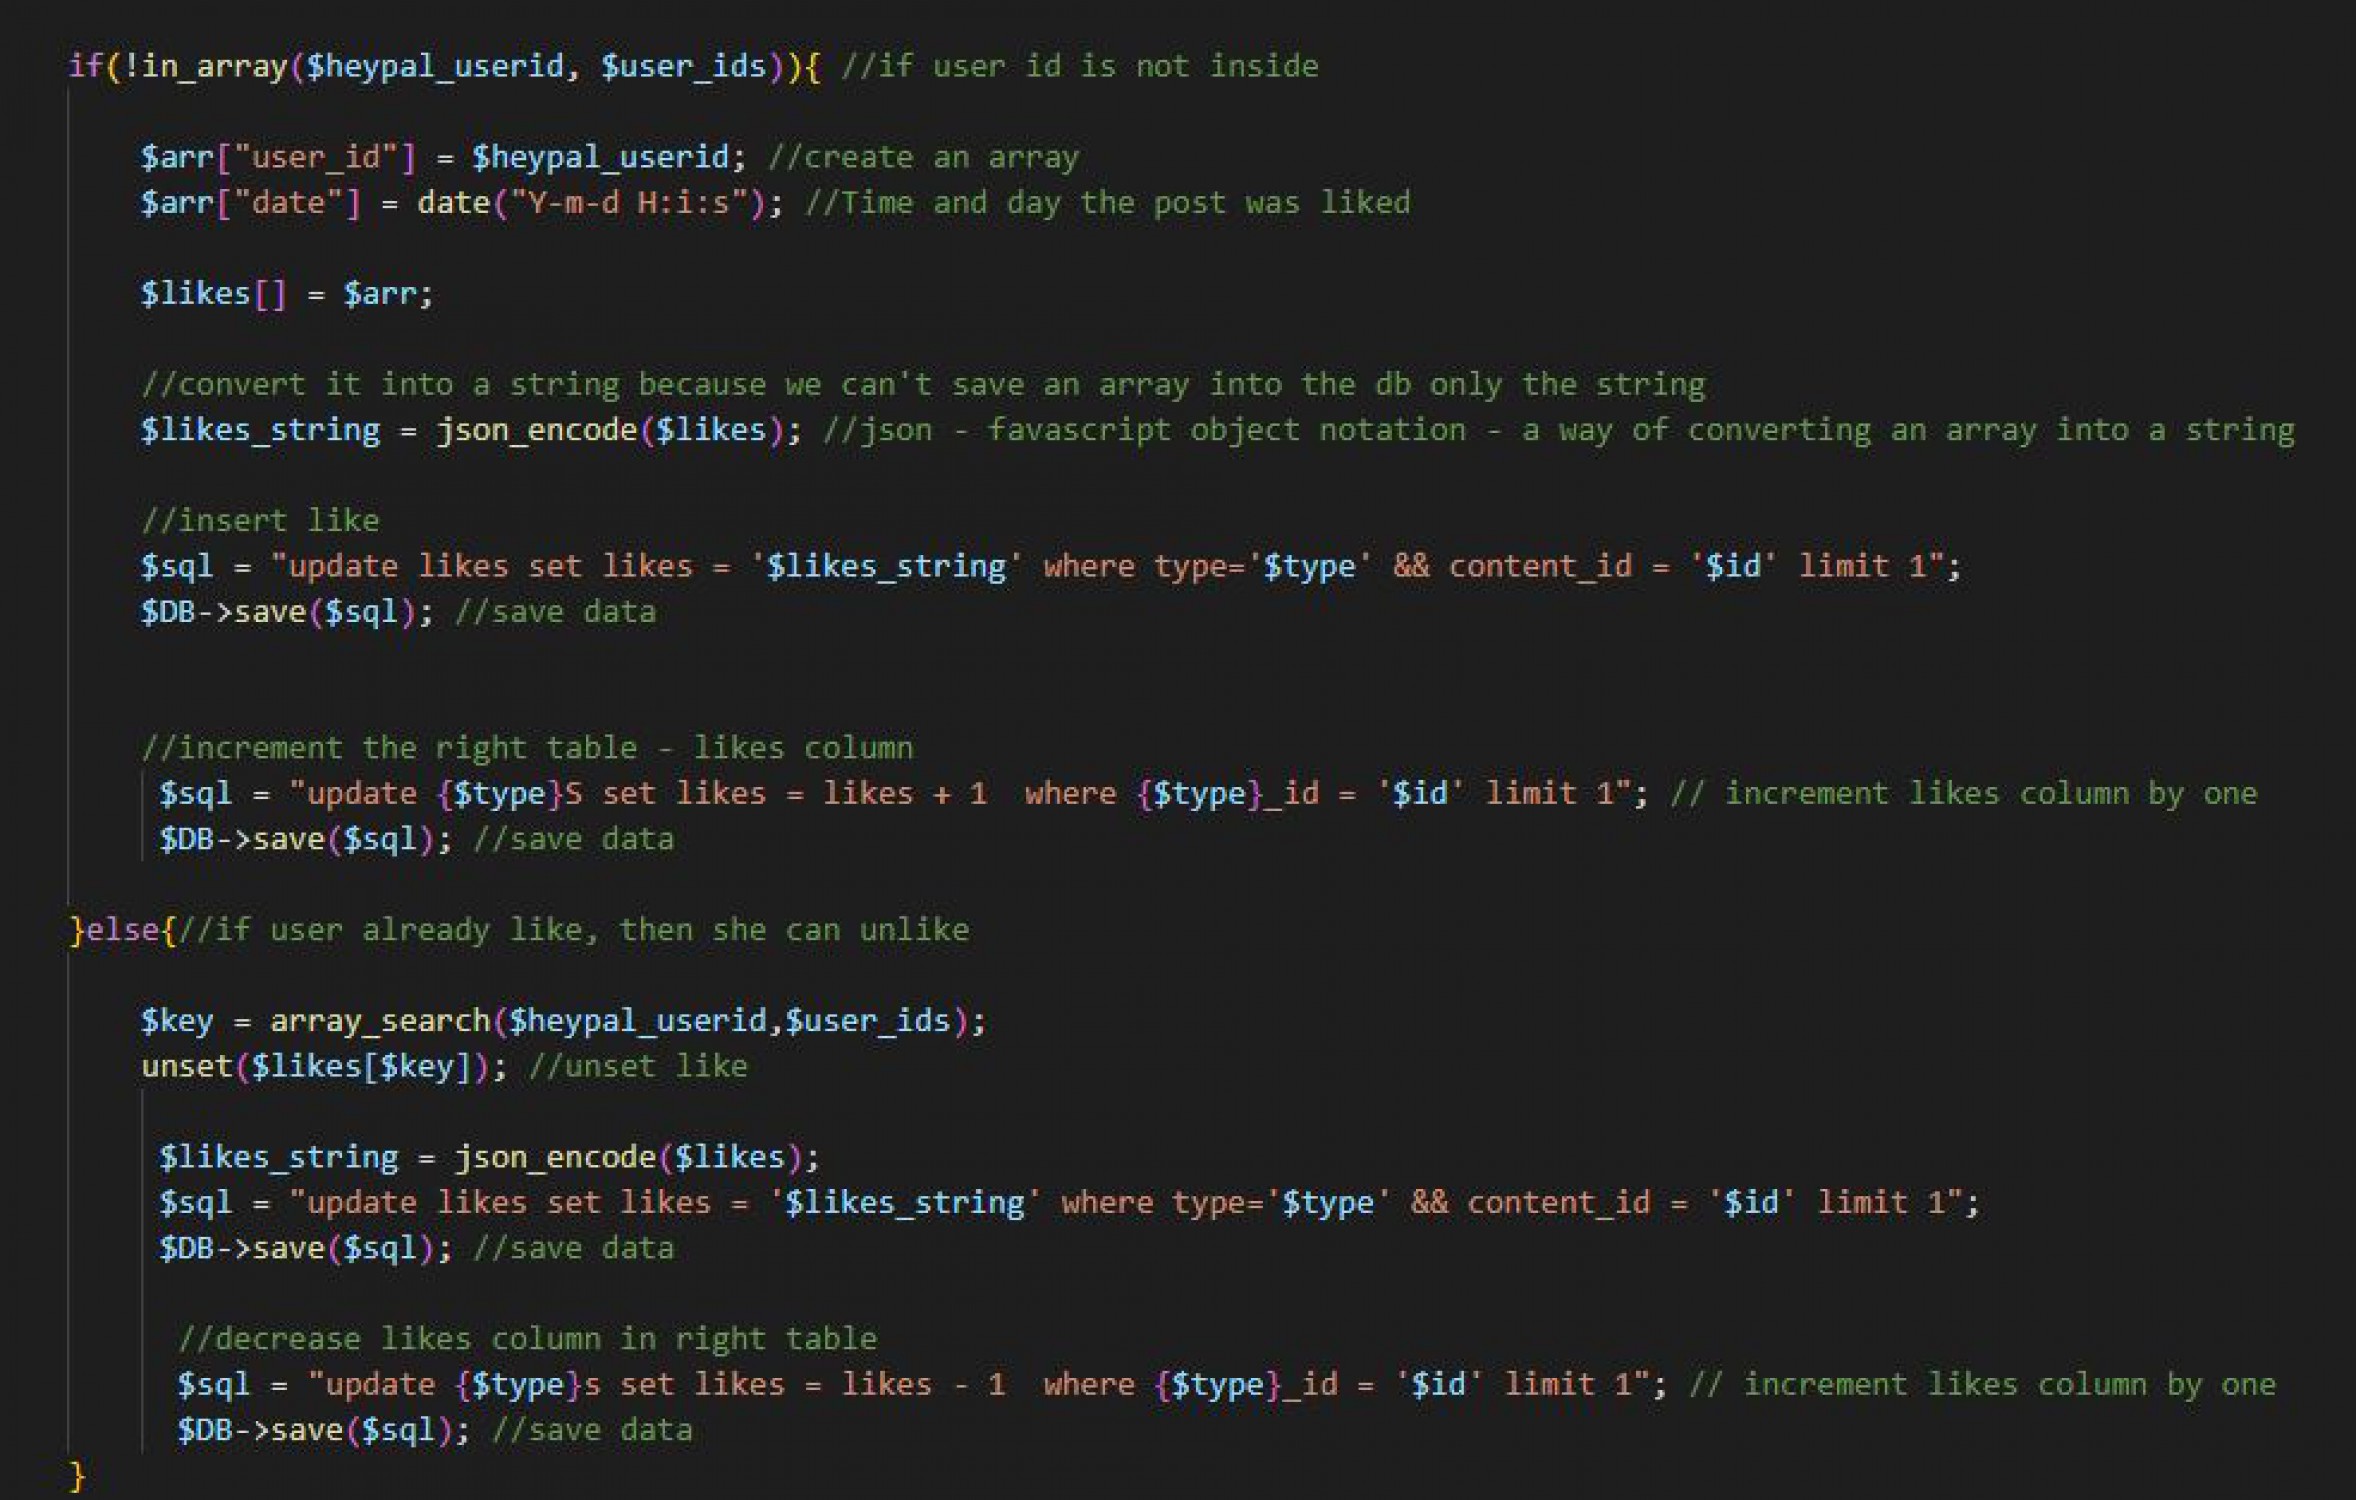 if(!in_array($heypal_userid, $user_ids)){ //if user id is not inside
$arr["user_id"] = $heypal_userid; //create an array
$arr["date"] = date("Y-m-d H:i:s"); //Time and day the post was liked
$likes[] = $arr;
//convert it into a string because we can't save an array into the db only the string
$likes_string = json_encode($likes); //json - favascript object notation - a way of converting an array into a string
//insert like
$sql = "update likes set likes = '$likes_string' where type='$type' && content_id = '$id' limit 1";
$DB->save($sql); //save data
//increment the right table - likes column
$sql = "update {$type}S set likes = likes + 1  where {$type}_id = '$id' limit 1"; // increment likes column by one
$DB->save($sql); //save data
}else{//if user already like, then she can unlike
$key = array_search($heypal_userid,$user_ids);
unset($likes[$key]); //unset like
$likes_string = json_encode($likes);
$sql = "update likes set likes = '$likes_string' where type='$type' && content_id = '$id' limit 1";
$DB->save($sql); //save data
//decrease likes column in right table
$sql = "update {$type}s set likes = likes - 1  where {$type}_id = '$id' limit 1"; // increment likes column by one
$DB->save($sql); //save data
}